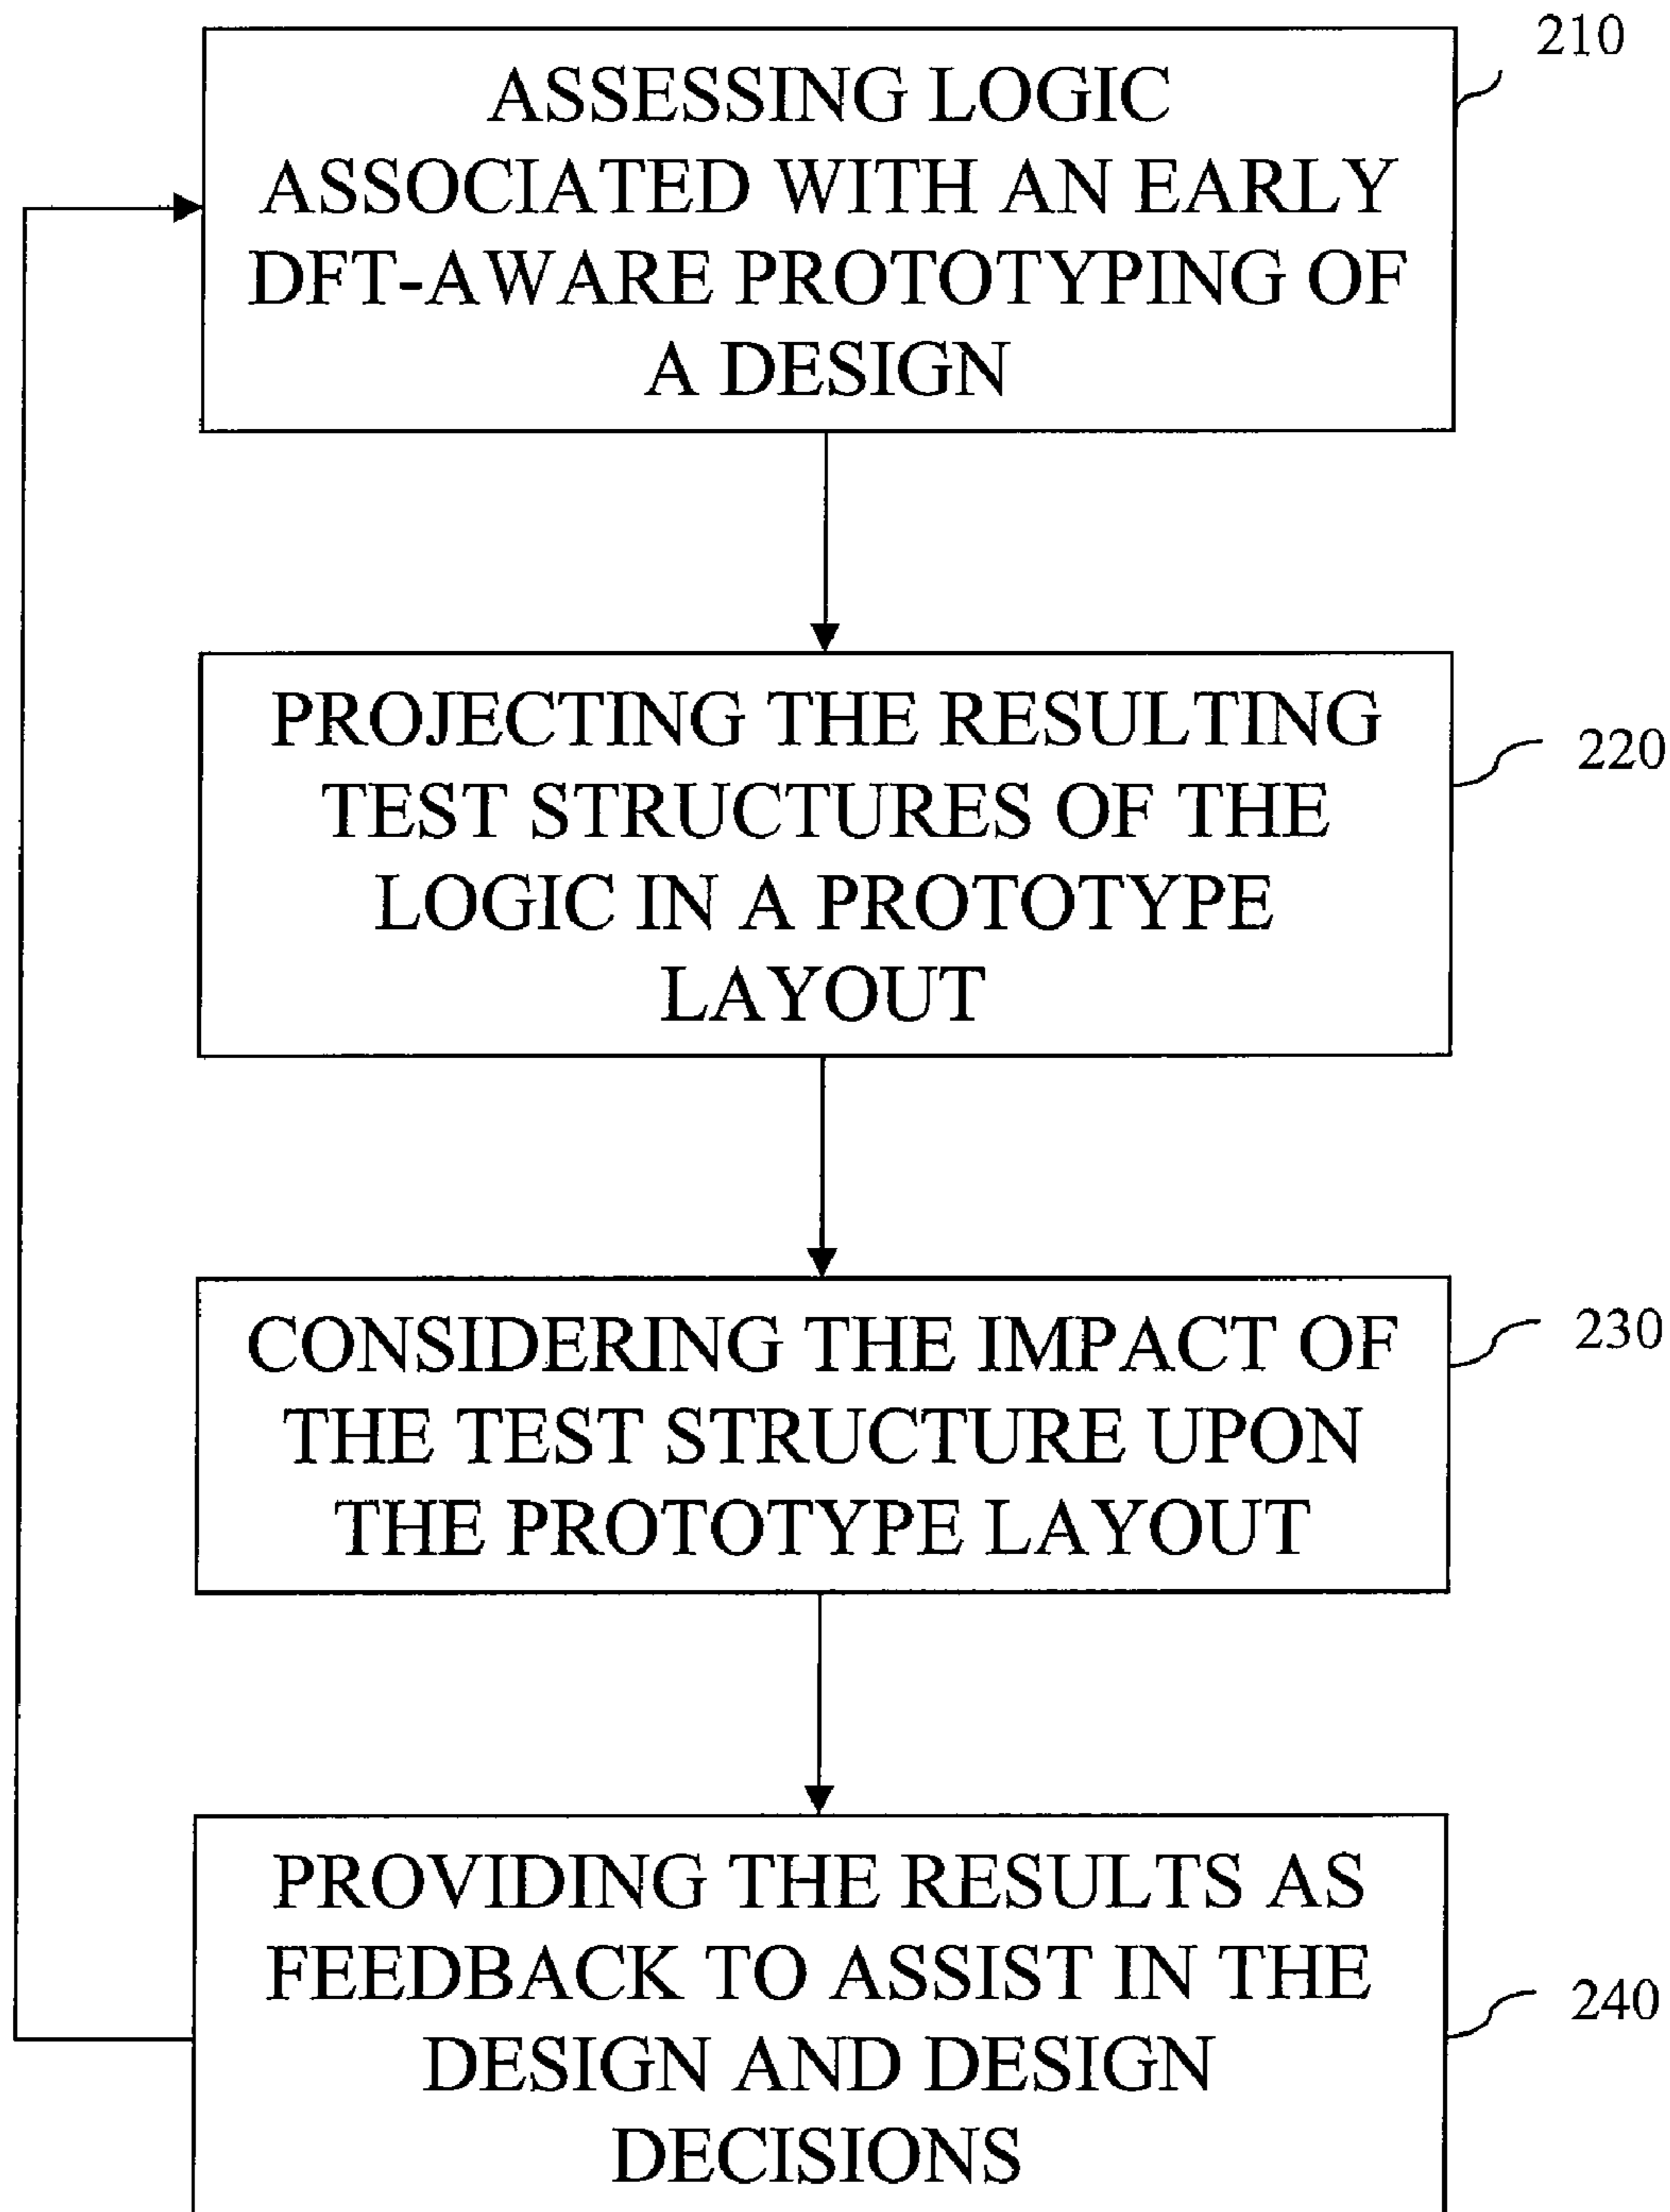 210
ASSESSING LOGIC
ASSOCIATED WITH AN EARLY
DFT-AWARE PROTOTYPING OF
A DESIGN
PROJECTING THE RESULTING
TEST STRUCTURES OF THE
LOGIC IN A PROTOTYPE
LAYOUT
220
CONSIDERING THE IMPACT OF
THE TEST STRUCTURE UPON
THE PROTOTYPE LAYOUT
230
PROVIDING THE RESULTS AS
FEEDBACK TO ASSIST IN THE
DESIGN AND DESIGN
DECISIONS
240